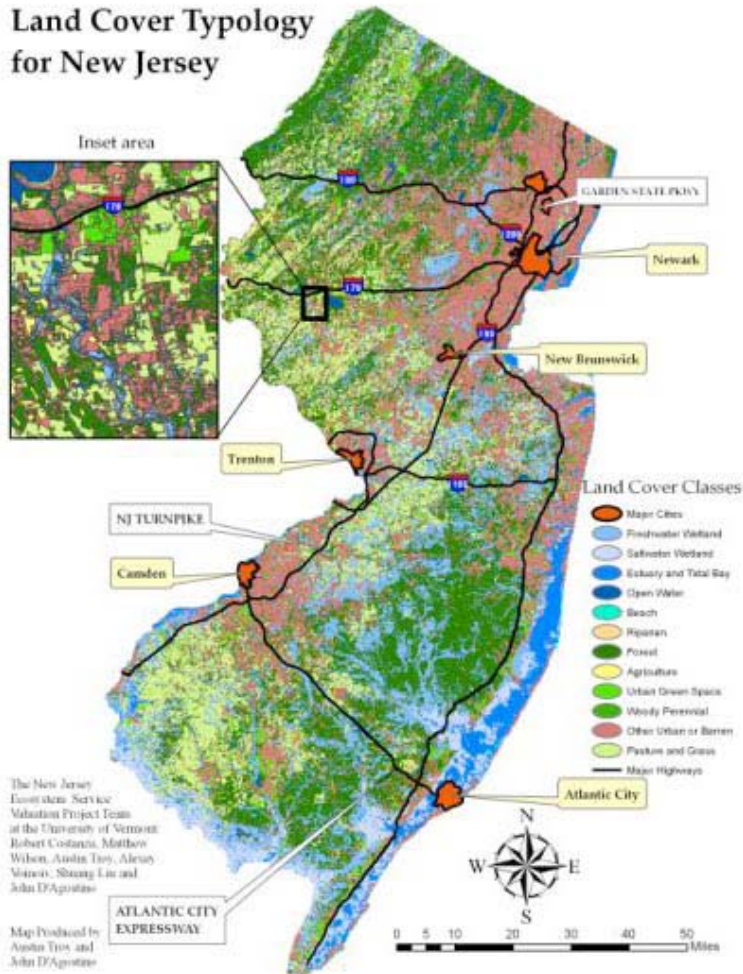 Land Cover Typology
for New Jersey
Inset area
178
GARDEN STATE PKWY
Newark
178
New Brunswick
Trenton
NJ TURNPIKE
Camden
Land Cover Classes
Major Cities
Freshwater Wetland
Saltwater Wetland
Estuary and Tidal Bay
Open Water
Beach
Riparian
Forest
Agriculture
Urban Green Space
Woody Perennial
Other Urban or Barren
Pasture and Grass
Major Highways
Atlantic City
The New Jersey
Ecosystem Service
Valuation Project Team
at the University of Vermont
Robert Costanza, Matthew
Wilson, Austin Troy, Alexey
Voinov, Shuang Liu and
John D'Agostino
Map Produced by
Austin Troy and
John D'Agostino
ATLANTIC CITY
EXPRESSWAY
N
W E
S
0 5 10 20 30 40 50
Miles